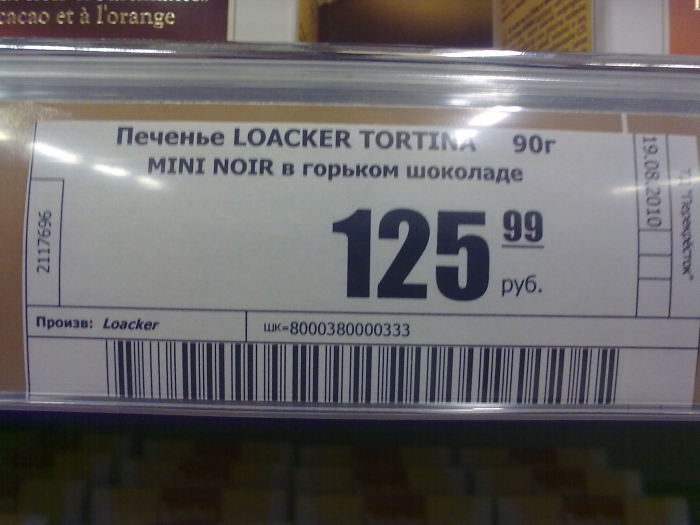 cacao et à l'orange
Печенье LOACKER TORTINA 90г
MINI NOIR в горьком шоколаде
125 99
руб.
2117696
19.08.2010
"Перекрёсток"
Произв: Loacker
шк=8000380000333